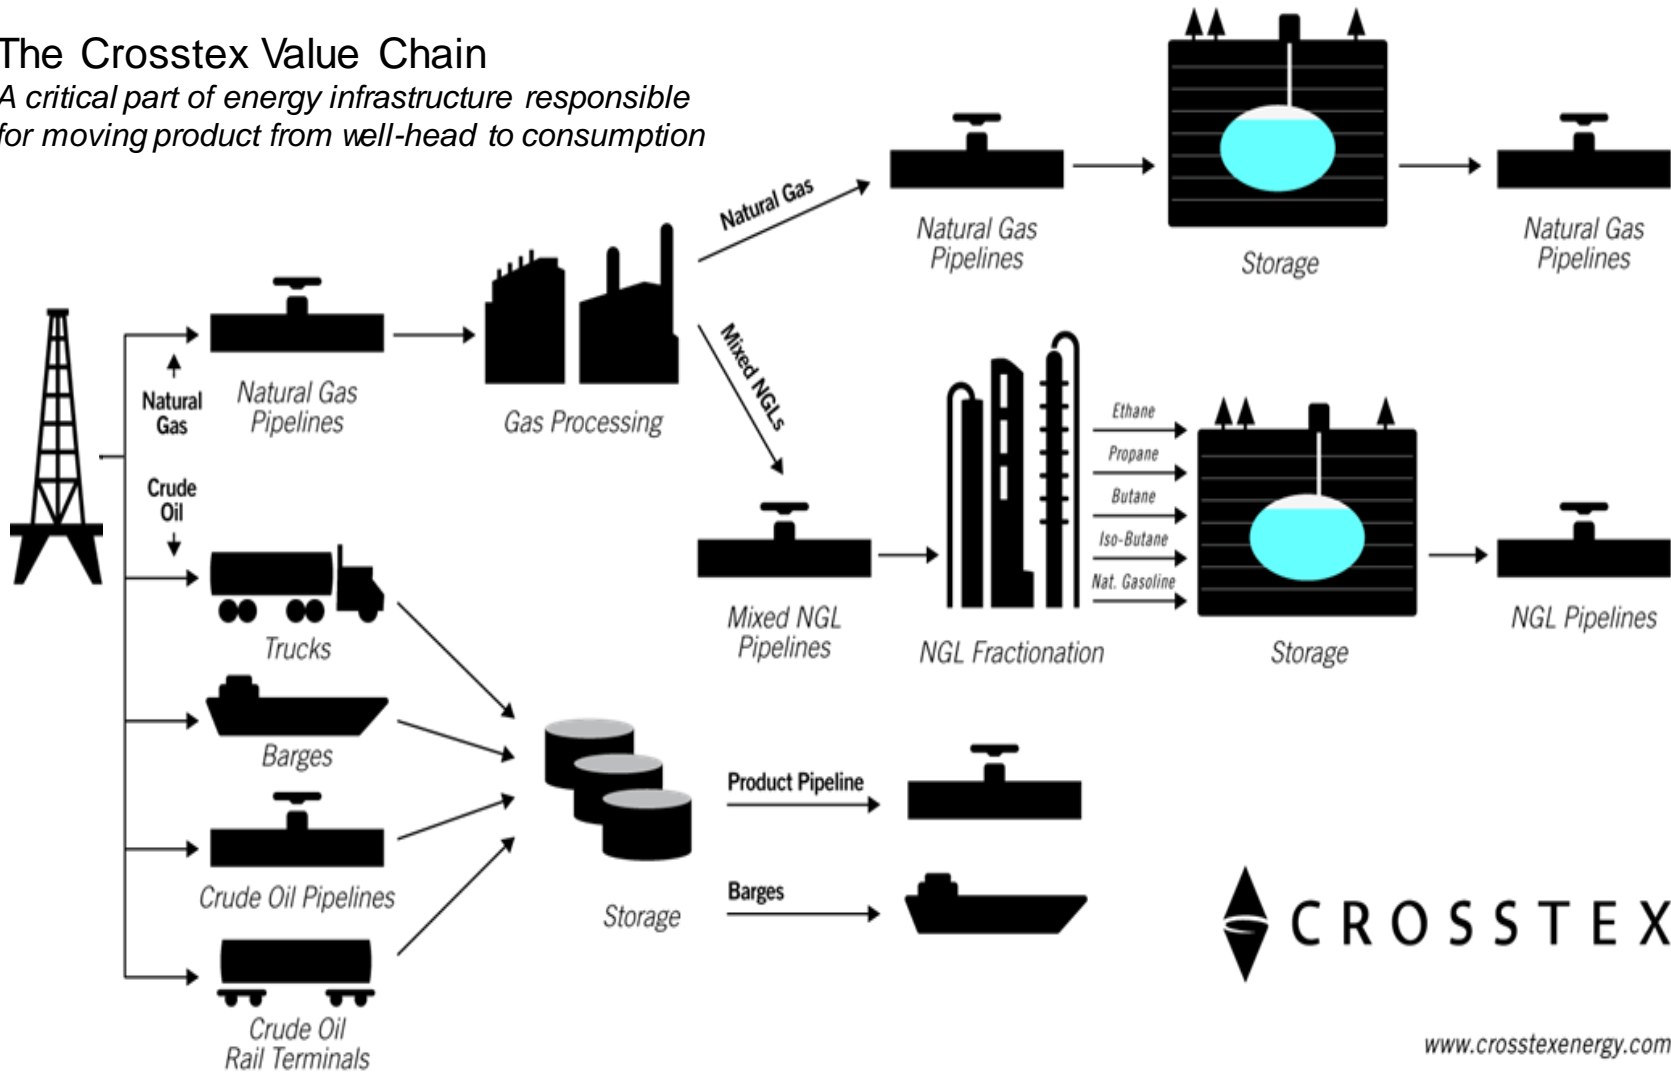 The Crosstex Value Chain
A critical part of energy infrastructure responsible
for moving product from well-head to consumption
Natural Gas
Natural Gas
Pipelines
Storage
Natural Gas
Pipelines
Natural
Gas
Natural Gas
Pipelines
Gas Processing
Mixed NGLs
Crude
Oil
Trucks
Mixed NGL
Pipelines
NGL Fractionation
Ethane
Propane
Butane
Iso-Butane
Nat. Gasoline
Storage
NGL Pipelines
Barges
Crude Oil Pipelines
Crude Oil
Rail Terminals
Storage
Product Pipeline
Barges
CROSSTEX
www.crosstexenergy.com